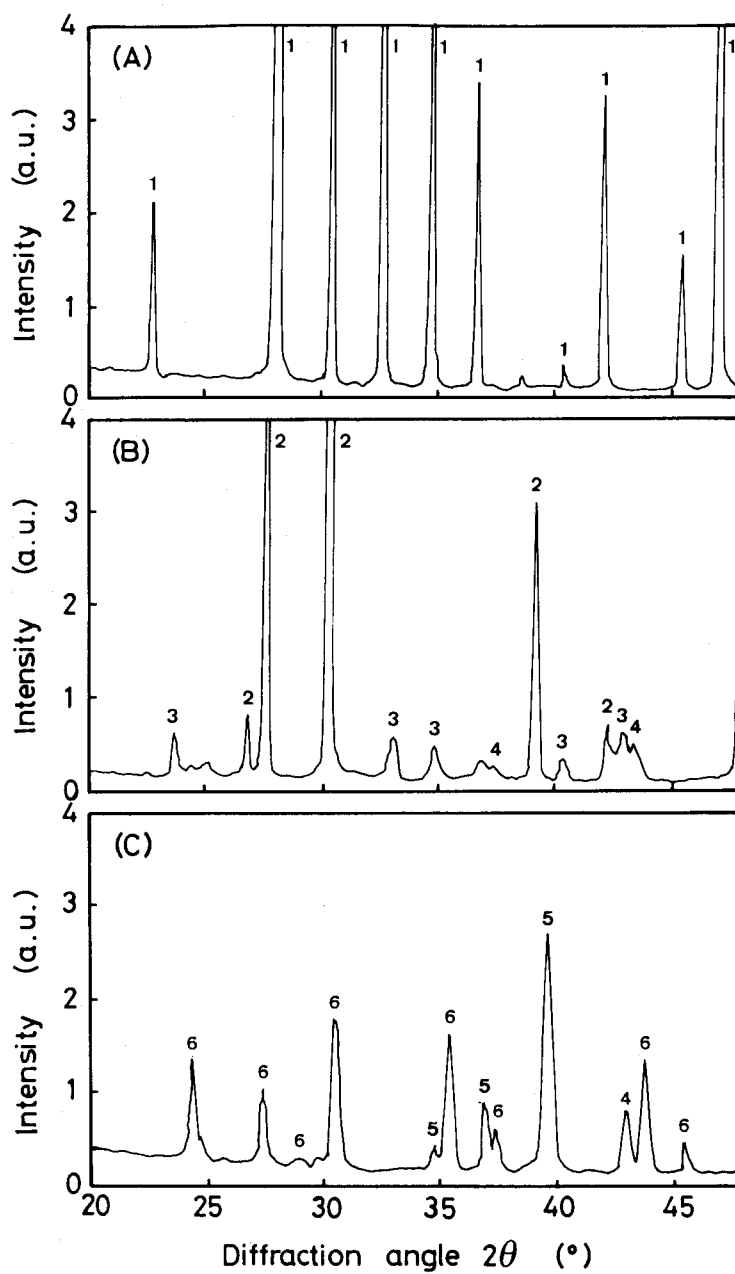 (A)
Intensity (a.u.)
4
3
2
1
0
1 1 1 1 1 1 1 1 1 1
(B)
Intensity (a.u.)
4
3
2
1
0
3 2 2 2 3 3 4 2 3 2 3 4
(C)
Intensity (a.u.)
4
3
2
1
0
6 6 6 6 5 6 5 6 5 4 6 6
20 25 30 35 40 45
Diffraction angle 2θ (°)